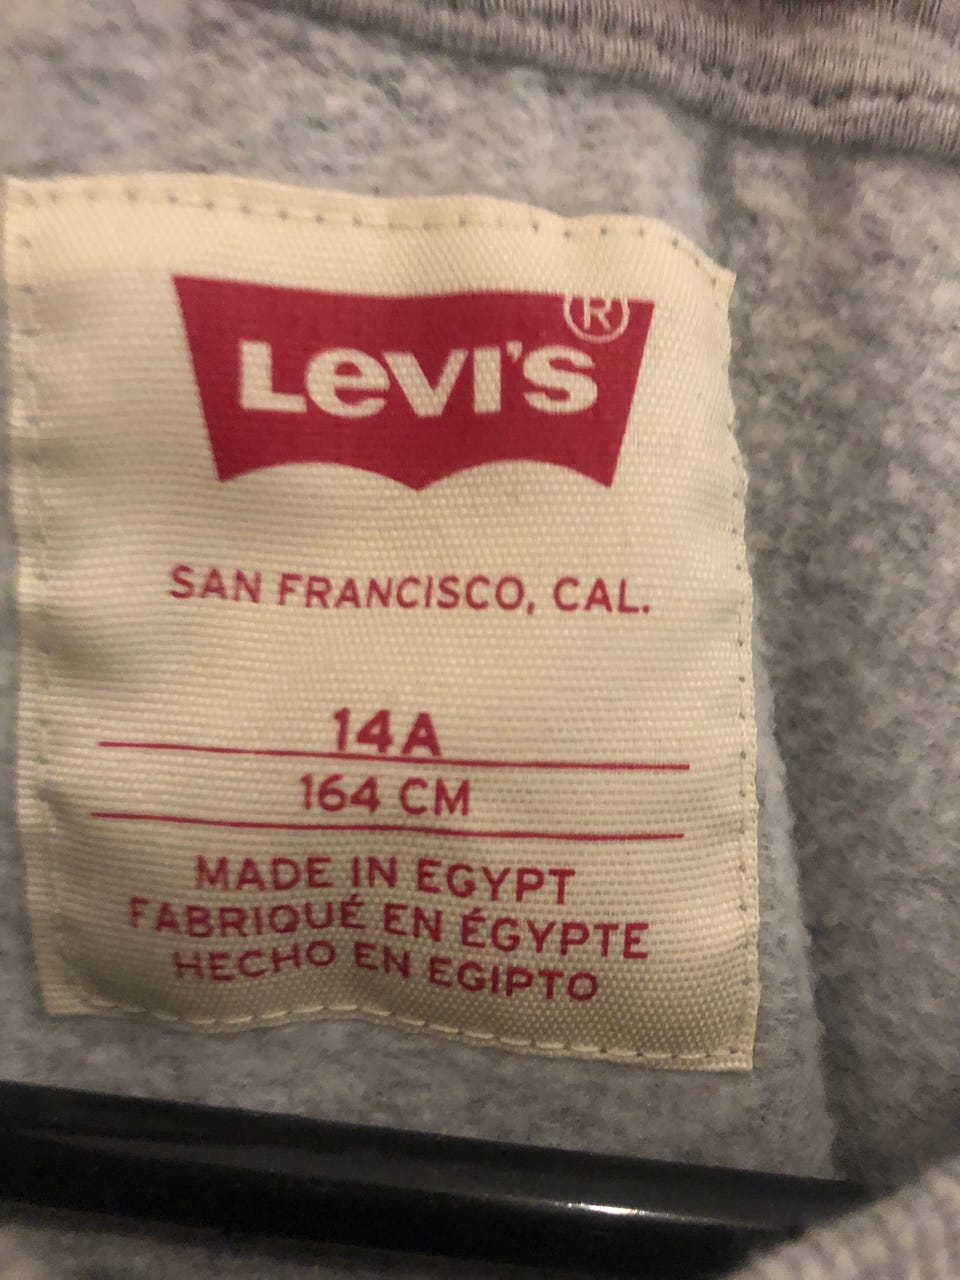 Levi's ®
SAN FRANCISCO, CAL.
14A
164 CM
MADE IN EGYPT
FABRIQUÉ EN ÉGYPTE
HECHO EN EGIPTO